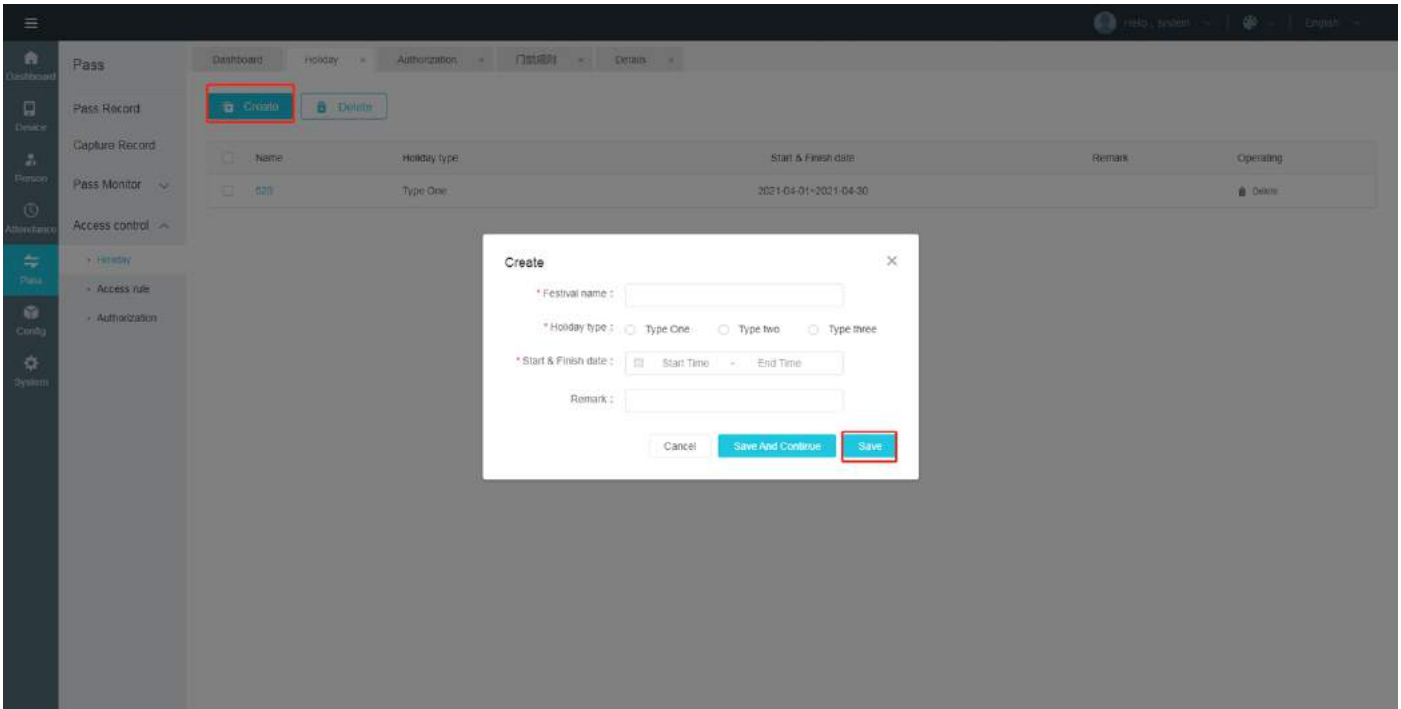 Hello, system English
Dashboard
Device
Person
Attendance
Pass
Config
System
Pass
Pass Record
Capture Record
Pass Monitor
Access control
Holiday
Access rule
Authorization
Dashboard Holiday × Authorization × 门禁规则 × Details ×
Create Delete
Name Holiday type Start & Finish date Remark Operating
Type One 2021-04-01~2021-04-30 Delete
Create ×
* Festival name :
* Holiday type : Type One Type two Type three
* Start & Finish date : Start Time ~ End Time
Remark :
Cancel Save And Continue Save